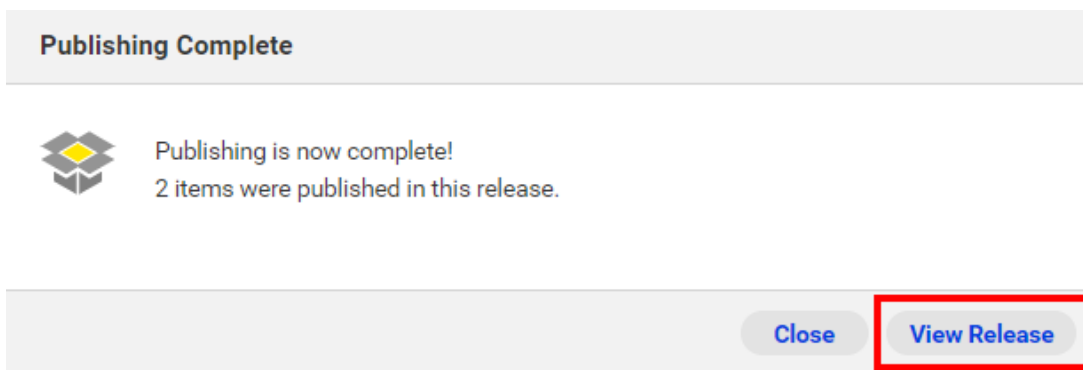 Publishing Complete
Publishing is now complete!
2 items were published in this release.
Close View Release